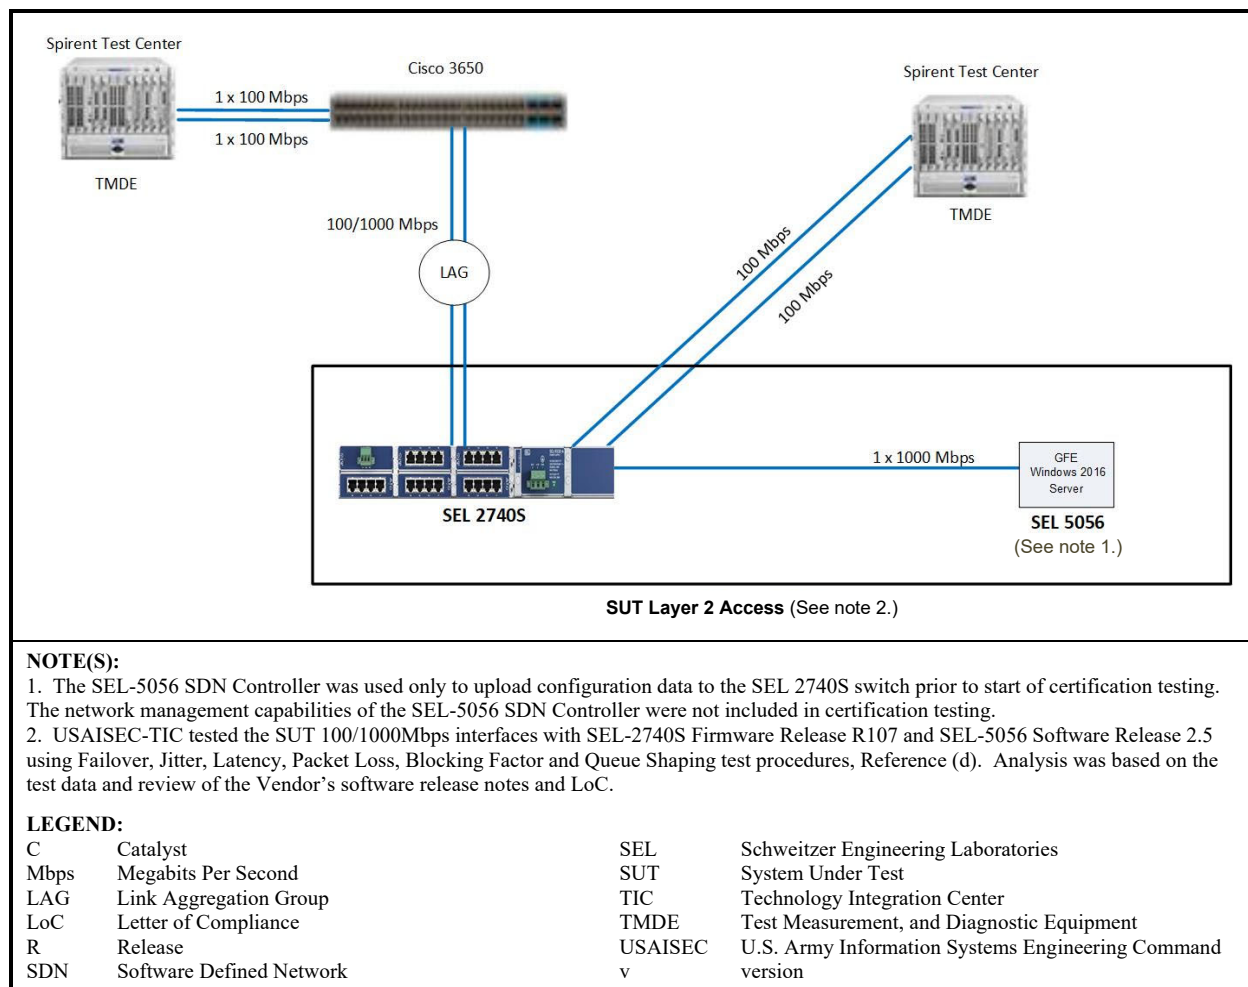 Spirent Test Center
Cisco 3650
Spirent Test Center
1 x 100 Mbps
1 x 100 Mbps
TMDE
TMDE
100/1000 Mbps
100 Mbps
100 Mbps
LAG
1 x 1000 Mbps
GFE
Windows 2016
Server
SEL 2740S
SEL 5056
(See note 1.)
SUT Layer 2 Access (See note 2.)
NOTE(S):
1. The SEL-5056 SDN Controller was used only to upload configuration data to the SEL 2740S switch prior to start of certification testing.
The network management capabilities of the SEL-5056 SDN Controller were not included in certification testing.
2. USAISEC-TIC tested the SUT 100/1000Mbps interfaces with SEL-2740S Firmware Release R107 and SEL-5056 Software Release 2.5
using Failover, Jitter, Latency, Packet Loss, Blocking Factor and Queue Shaping test procedures, Reference (d). Analysis was based on the
test data and review of the Vendor's software release notes and LoC.
LEGEND:
C Catalyst
Mbps Megabits Per Second
LAG Link Aggregation Group
LoC Letter of Compliance
R Release
SDN Software Defined Network
SEL Schweitzer Engineering Laboratories
SUT System Under Test
TIC Technology Integration Center
TMDE Test Measurement, and Diagnostic Equipment
USAISEC U.S. Army Information Systems Engineering Command
v version